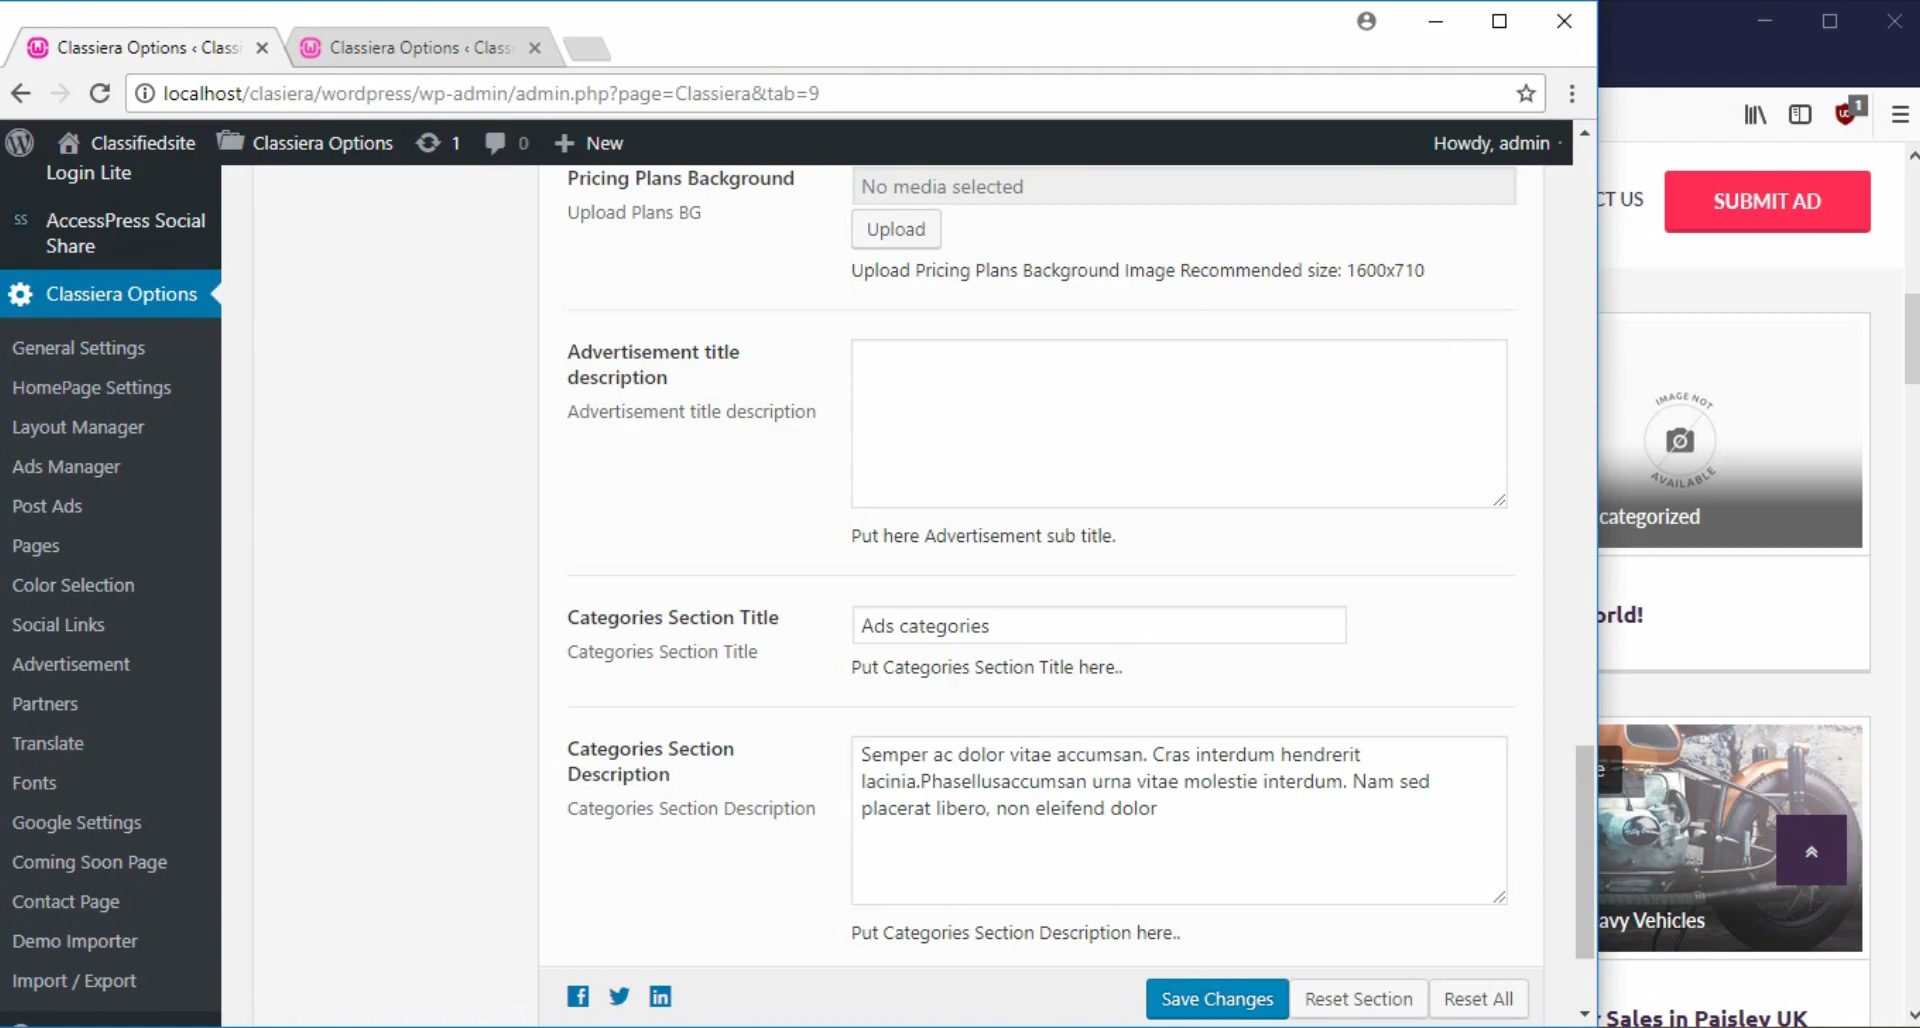 Classiera Options ‹ Classi
Classiera Options ‹ Class
localhost/clasiera/wordpress/wp-admin/admin.php?page=Classiera&tab=9
Classifiedsite
Classiera Options
1
0
New
Howdy, admin
1
Login Lite
SS
AccessPress Social
Share
Classiera Options
General Settings
HomePage Settings
Layout Manager
Ads Manager
Post Ads
Pages
Color Selection
Social Links
Advertisement
Partners
Translate
Fonts
Google Settings
Coming Soon Page
Contact Page
Demo Importer
Import / Export
Pricing Plans Background
Upload Plans BG
No media selected
Upload
Upload Pricing Plans Background Image Recommended size: 1600x710
Advertisement title
description
Advertisement title description
Put here Advertisement sub title.
Categories Section Title
Categories Section Title
Ads categories
Put Categories Section Title here..
Categories Section
Description
Categories Section Description
Semper ac dolor vitae accumsan. Cras interdum hendrerit
lacinia.Phasellusaccumsan urna vitae molestie interdum. Nam sed
placerat libero, non eleifend dolor
Put Categories Section Description here..
Save Changes
Reset Section
Reset All
CT US
SUBMIT AD
IMAGE NOT
AVAILABLE
categorized
orld!
avy Vehicles
Sales in Paisley UK